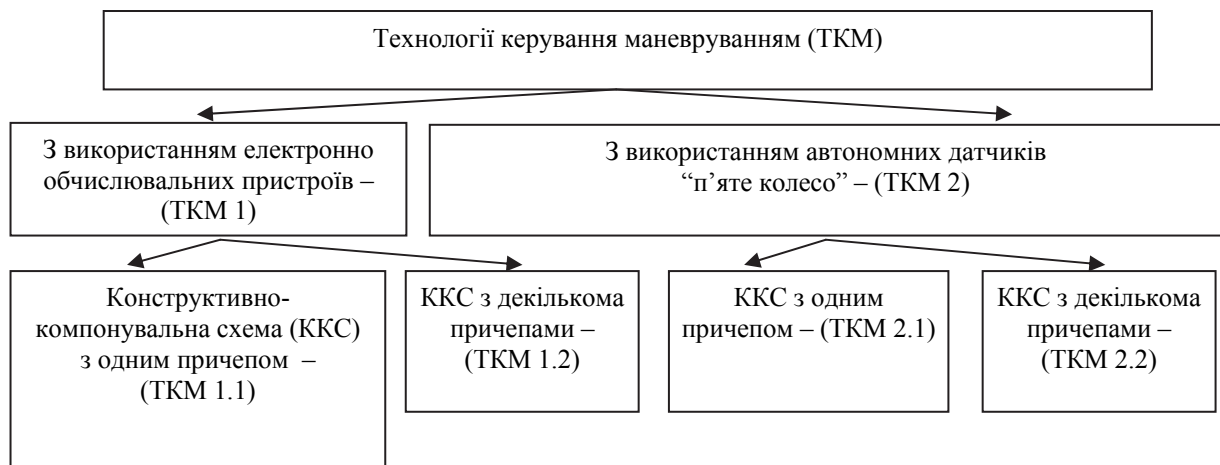 Технології керування маневруванням (ТКМ)
З використанням електронно
обчислювальних пристроїв –
(ТКМ 1)
З використанням автономних датчиків
“п’яте колесо” – (ТКМ 2)
Конструктивно-
компонувальна схема (ККС)
з одним причепом –
(ТКМ 1.1)
ККС з декількома
причепами –
(ТКМ 1.2)
ККС з одним
причепом – (ТКМ 2.1)
ККС з декількома
причепами –
(ТКМ 2.2)